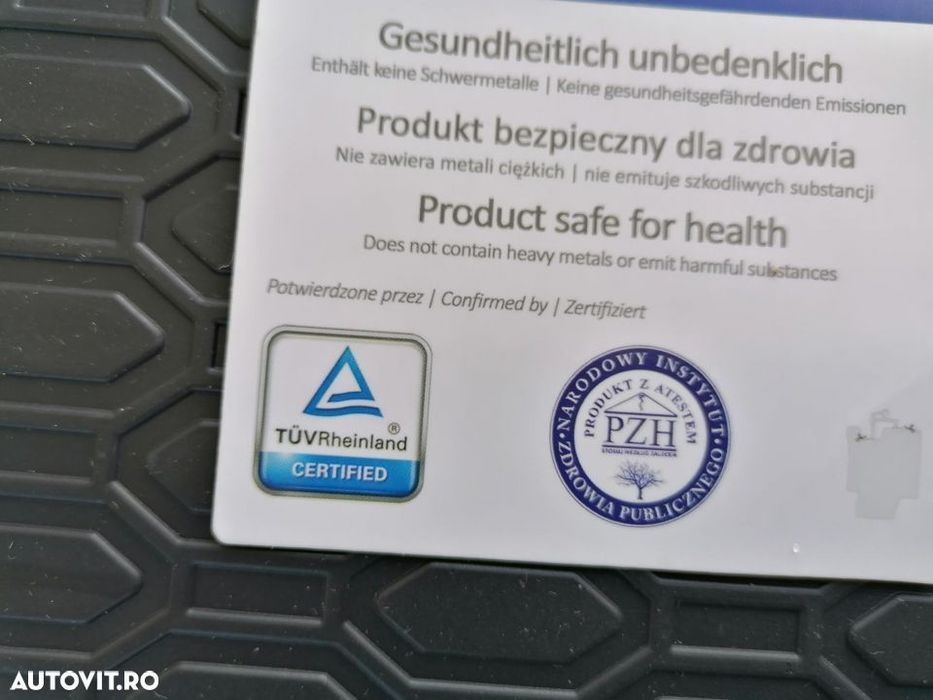 Gesundheitlich unbedenklich
Enthält keine Schwermetalle | Keine gesundheitsgefährdenden Emissionen
Produkt bezpieczny dla zdrowia
Nie zawiera metali ciężkich | nie emituje szkodliwych substancji
Product safe for health
Does not contain heavy metals or emit harmful substances
Potwierdzone przez | Confirmed by | Zertifiziert
TÜVRheinland®
CERTIFIED
NARODOWY INSTYTUT
ZDROWIA PUBLICZNEGO
PRODUKT Z ATESTEM
PZH
AUTOVIT.RO